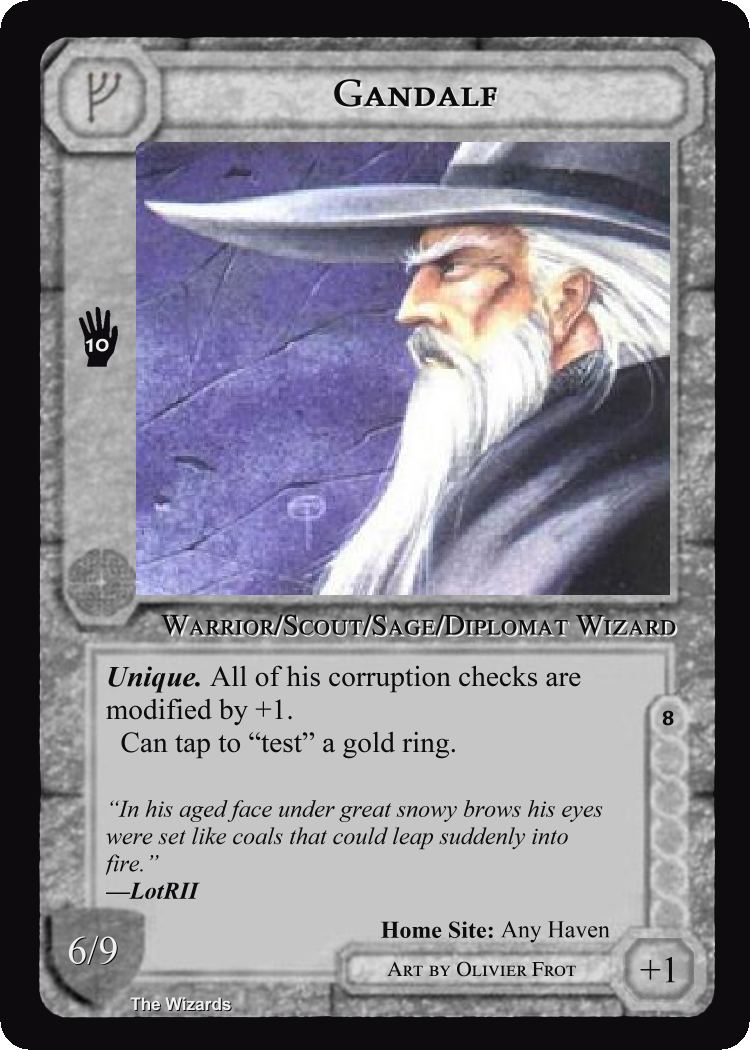 Gandalf
10
Warrior/Scout/Sage/Diplomat Wizard
Unique. All of his corruption checks are
modified by +1.
Can tap to “test” a gold ring.
8
“In his aged face under great snowy brows his eyes
were set like coals that could leap suddenly into
fire.”
—LotRII
Home Site: Any Haven
6/9
Art by Olivier Frot
+1
The Wizards